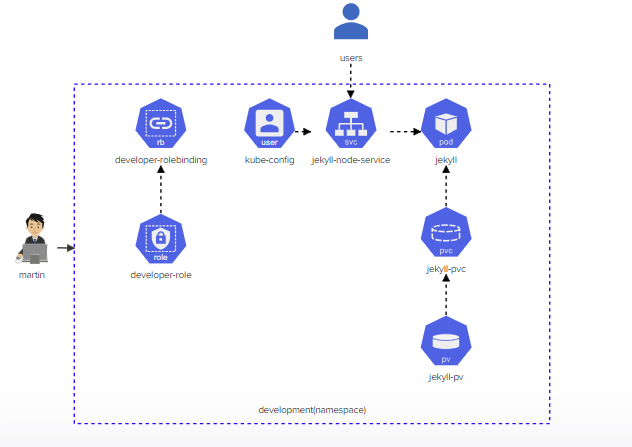 users
rb
user
svc
pod
developer-rolebinding
kube-config
jekyll-node-service
jekyll
role
pvc
martin
developer-role
jekyll-pvc
pv
jekyll-pv
development(namespace)